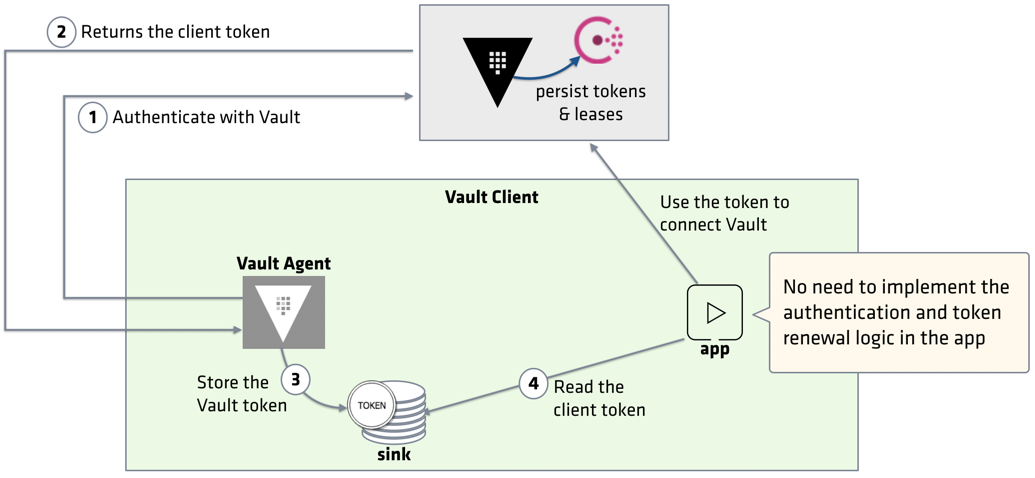 2 Returns the client token
1 Authenticate with Vault
persist tokens
& leases
Vault Client
Use the token to
connect Vault
Vault Agent
No need to implement the
authentication and token
renewal logic in the app
app
Store the
Vault token
3
TOKEN
4 Read the
client token
sink